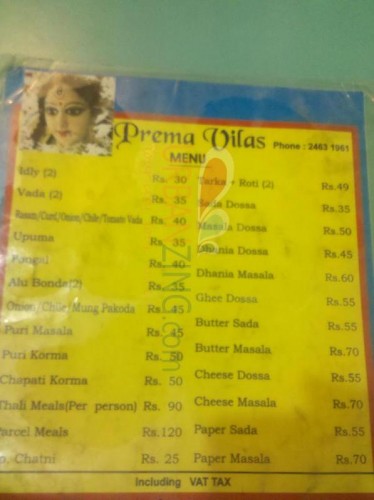 Prema Vilas Phone : 2463 1961
MENU
Idly (2) Rs. 30
Vada (2) Rs. 35
Rasam/Curd/Onion/Chile/Tomato Vada Rs. 40
Upuma Rs. 35
Pongal Rs. 40
Alu Bonda(2) Rs. 35
Onion/Chile/Mung Pakoda Rs. 45
Puri Masala Rs. 45
Puri Korma Rs. 50
Chapati Korma Rs. 50
Thali Meals(Per person) Rs. 90
Parcel Meals Rs.120
Chatni Rs. 25
Tarka + Roti (2) Rs.49
Sada Dossa Rs.35
Masala Dossa Rs.50
Dhania Dossa Rs.45
Dhania Masala Rs.60
Ghee Dossa Rs.55
Butter Sada Rs.55
Butter Masala Rs.70
Cheese Dossa Rs.55
Cheese Masala Rs.70
Paper Sada Rs.55
Paper Masala Rs.70
Including VAT TAX